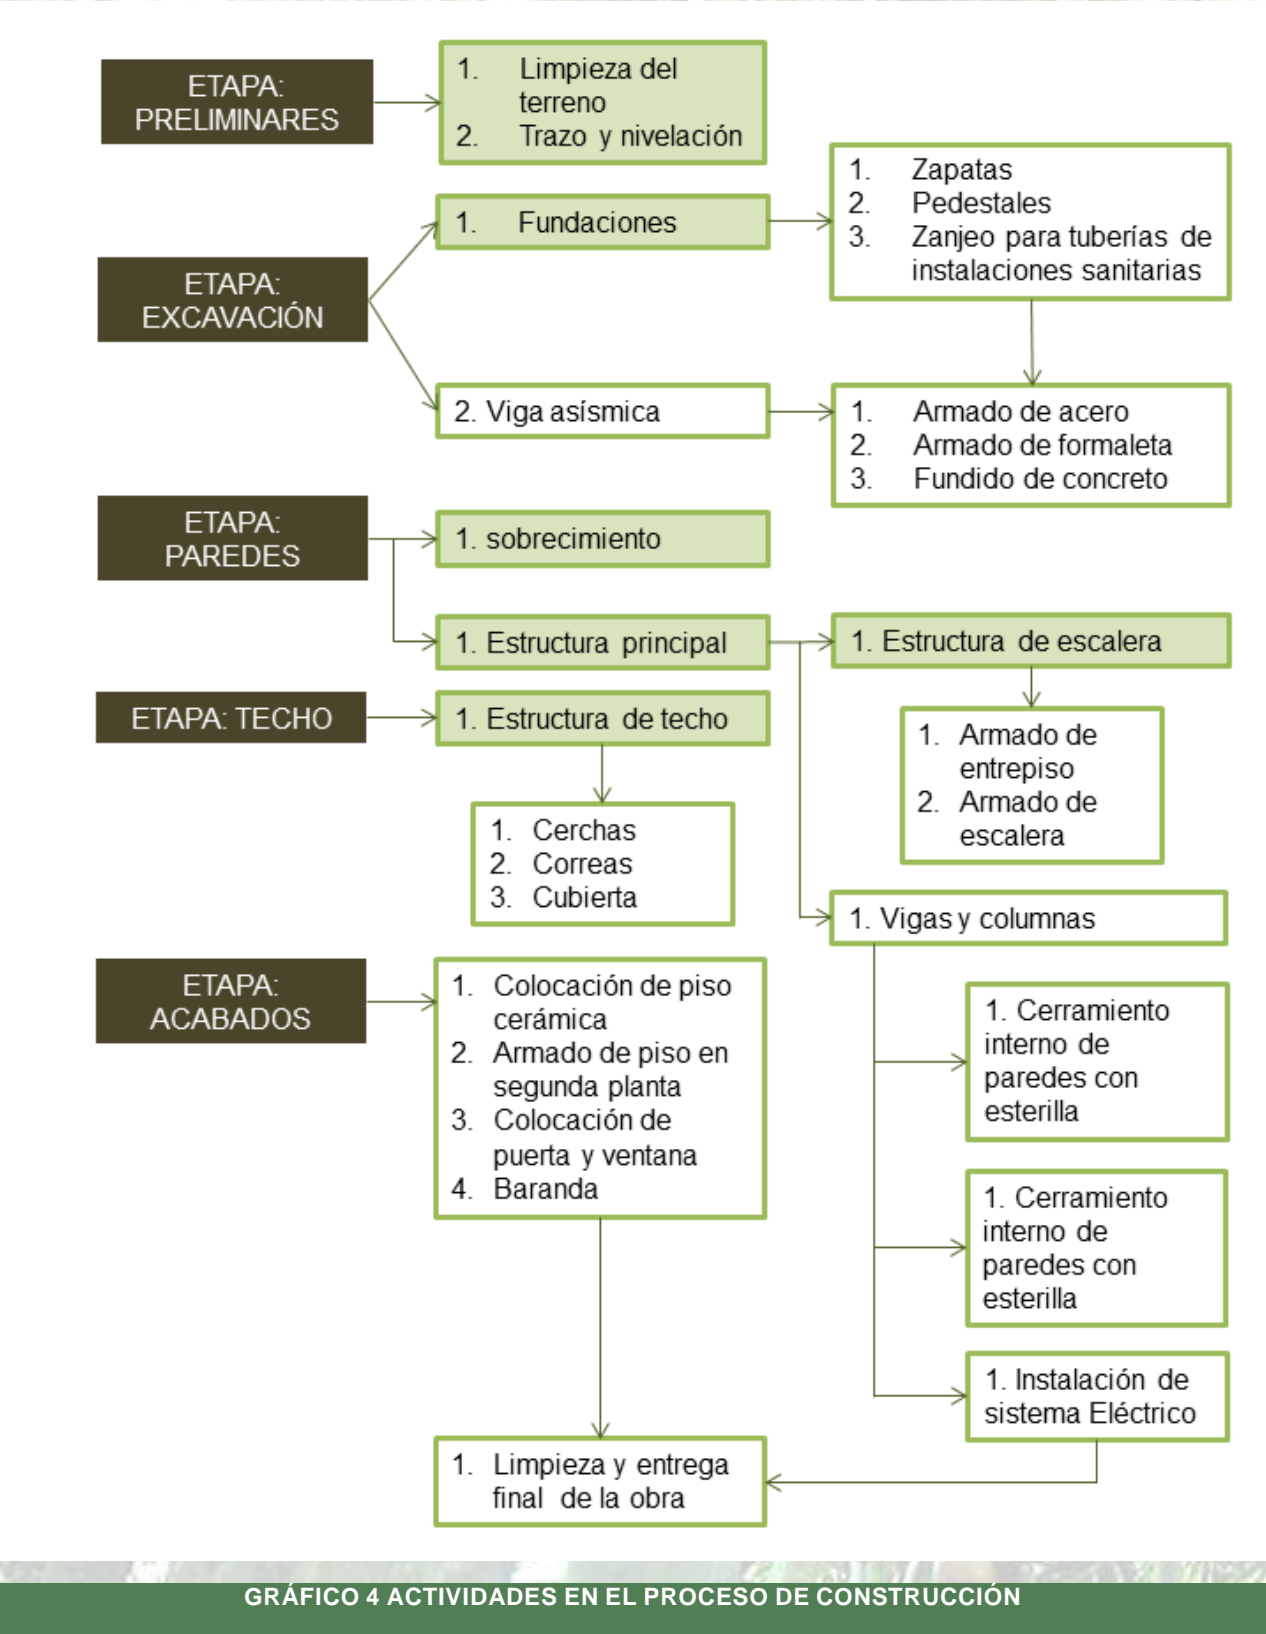 ETAPA:
PRELIMINARES
1. Limpieza del
terreno
2. Trazo y nivelación
ETAPA:
EXCAVACIÓN
1. Fundaciones
1. Zapatas
2. Pedestales
3. Zanjeo para tuberías de
instalaciones sanitarias
2. Viga asísmica
1. Armado de acero
2. Armado de formaleta
3. Fundido de concreto
ETAPA:
PAREDES
1. sobrecimiento
1. Estructura principal
1. Estructura de escalera
1. Armado de
entrepiso
2. Armado de
escalera
ETAPA: TECHO
1. Estructura de techo
1. Cerchas
2. Correas
3. Cubierta
1. Vigas y columnas
1. Cerramiento
interno de
paredes con
esterilla
1. Cerramiento
interno de
paredes con
esterilla
1. Instalación de
sistema Eléctrico
ETAPA:
ACABADOS
1. Colocación de piso
cerámica
2. Armado de piso en
segunda planta
3. Colocación de
puerta y ventana
4. Baranda
1. Limpieza y entrega
final de la obra
GRÁFICO 4 ACTIVIDADES EN EL PROCESO DE CONSTRUCCIÓN